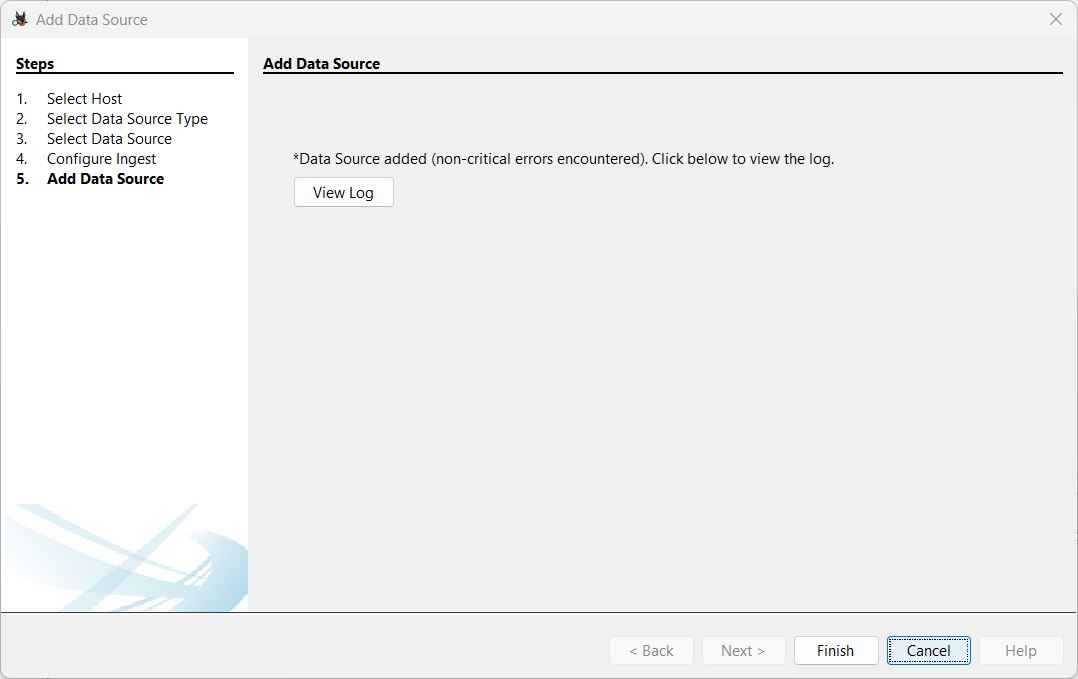 Add Data Source
Steps
1. Select Host
2. Select Data Source Type
3. Select Data Source
4. Configure Ingest
5. Add Data Source
Add Data Source
*Data Source added (non-critical errors encountered). Click below to view the log.
View Log
< Back Next > Finish Cancel Help